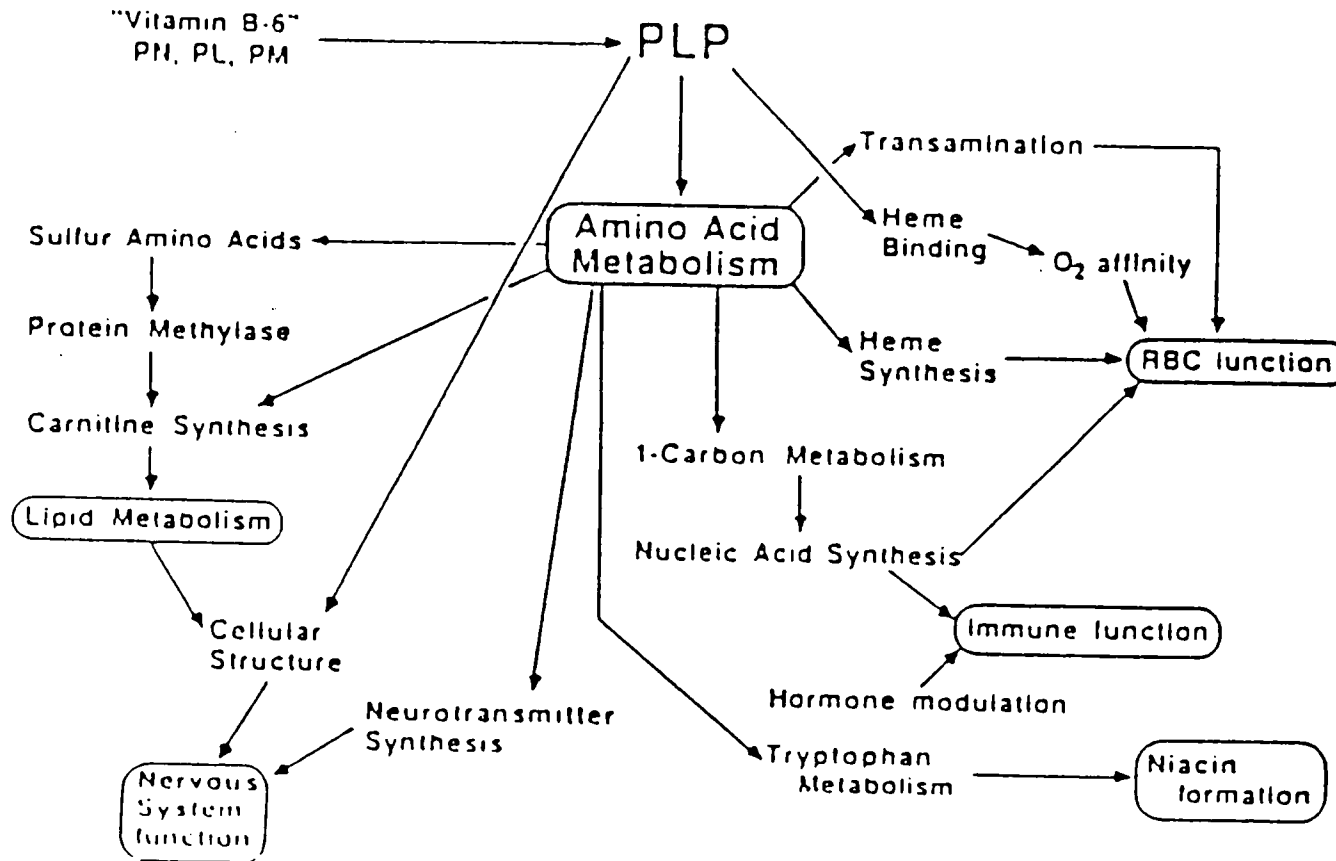 "Vitamin B-6"
PN, PL, PM
PLP
Transamination
Amino Acid
Metabolism
Heme
Binding
O₂ affinity
Sulfur Amino Acids
Protein Methylase
Heme
Synthesis
RBC function
Carnitine Synthesis
1-Carbon Metabolism
Lipid Metabolism
Nucleic Acid Synthesis
Cellular
Structure
Immune function
Hormone modulation
Neurotransmitter
Synthesis
Tryptophan
Metabolism
Niacin
formation
Nervous
System
function